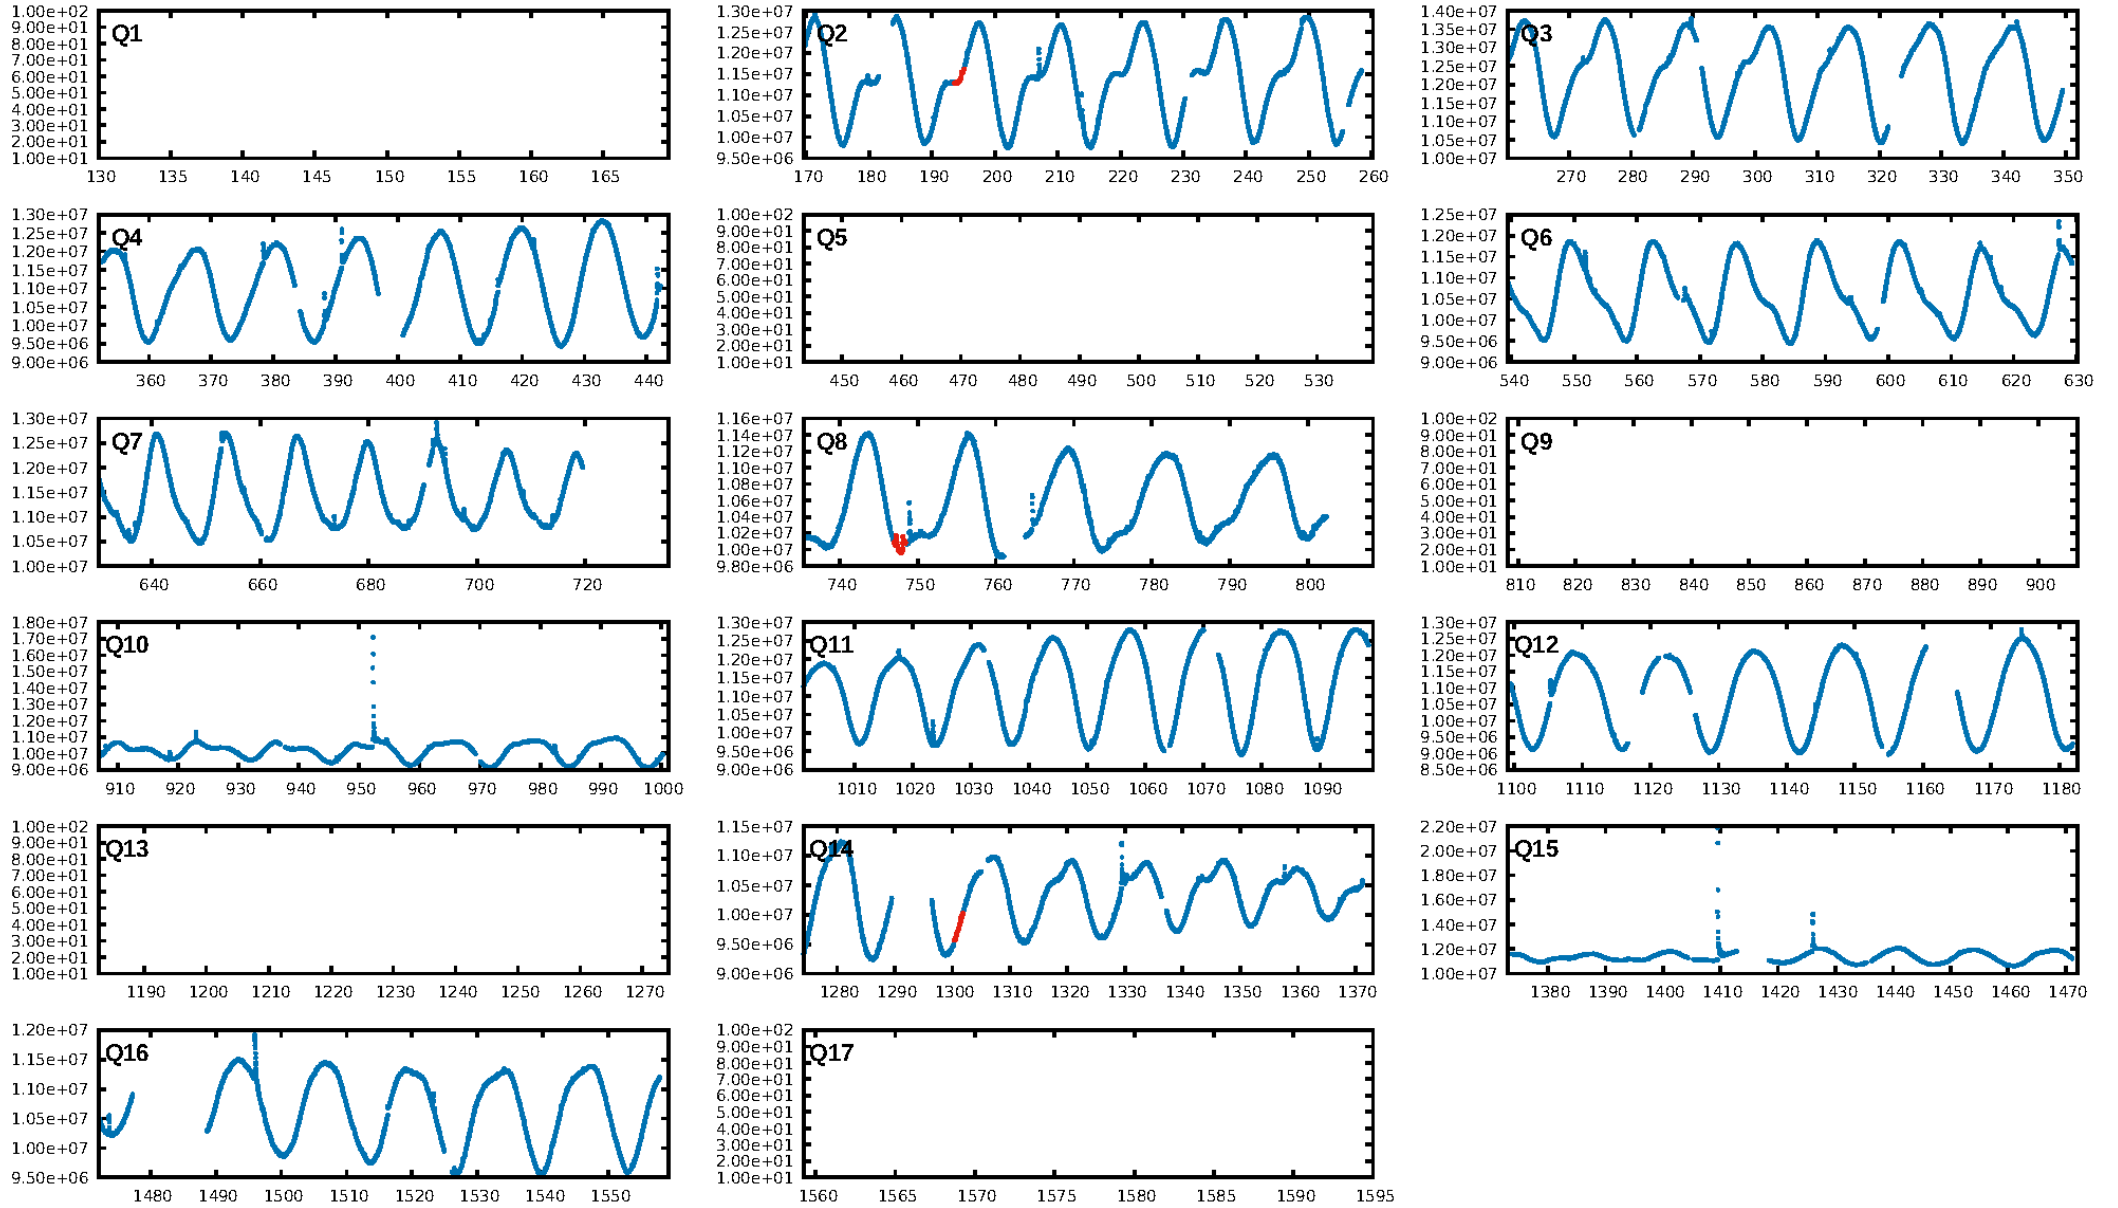 Q1
1.00e+02
9.00e+01
8.00e+01
7.00e+01
6.00e+01
5.00e+01
4.00e+01
3.00e+01
2.00e+01
1.00e+01
130 135 140 145 150 155 160 165
Q2
1.30e+07
1.25e+07
1.20e+07
1.15e+07
1.10e+07
1.05e+07
1.00e+07
9.50e+06
170 180 190 200 210 220 230 240 250 260
Q3
1.40e+07
1.35e+07
1.30e+07
1.25e+07
1.20e+07
1.15e+07
1.10e+07
1.05e+07
1.00e+07
270 280 290 300 310 320 330 340 350
Q4
1.30e+07
1.25e+07
1.20e+07
1.15e+07
1.10e+07
1.05e+07
1.00e+07
9.50e+06
9.00e+06
360 370 380 390 400 410 420 430 440
Q5
1.00e+02
9.00e+01
8.00e+01
7.00e+01
6.00e+01
5.00e+01
4.00e+01
3.00e+01
2.00e+01
1.00e+01
450 460 470 480 490 500 510 520 530
Q6
1.25e+07
1.20e+07
1.15e+07
1.10e+07
1.05e+07
1.00e+07
9.50e+06
9.00e+06
540 550 560 570 580 590 600 610 620 630
Q7
1.30e+07
1.25e+07
1.20e+07
1.15e+07
1.10e+07
1.05e+07
1.00e+07
640 660 680 700 720
Q8
1.16e+07
1.14e+07
1.12e+07
1.10e+07
1.08e+07
1.06e+07
1.04e+07
1.02e+07
1.00e+07
9.80e+06
740 750 760 770 780 790 800
Q9
1.00e+02
9.00e+01
8.00e+01
7.00e+01
6.00e+01
5.00e+01
4.00e+01
3.00e+01
2.00e+01
1.00e+01
810 820 830 840 850 860 870 880 890 900
Q10
1.80e+07
1.70e+07
1.60e+07
1.50e+07
1.40e+07
1.30e+07
1.20e+07
1.10e+07
1.00e+07
9.00e+06
910 920 930 940 950 960 970 980 990 1000
Q11
1.30e+07
1.25e+07
1.20e+07
1.15e+07
1.10e+07
1.05e+07
1.00e+07
9.50e+06
9.00e+06
1010 1020 1030 1040 1050 1060 1070 1080 1090
Q12
1.30e+07
1.25e+07
1.20e+07
1.15e+07
1.10e+07
1.05e+07
1.00e+07
9.50e+06
9.00e+06
8.50e+06
1100 1110 1120 1130 1140 1150 1160 1170 1180
Q13
1.00e+02
9.00e+01
8.00e+01
7.00e+01
6.00e+01
5.00e+01
4.00e+01
3.00e+01
2.00e+01
1.00e+01
1190 1200 1210 1220 1230 1240 1250 1260 1270
Q14
1.15e+07
1.10e+07
1.05e+07
1.00e+07
9.50e+06
9.00e+06
1280 1290 1300 1310 1320 1330 1340 1350 1360 1370
Q15
2.20e+07
2.00e+07
1.80e+07
1.60e+07
1.40e+07
1.20e+07
1.00e+07
1380 1390 1400 1410 1420 1430 1440 1450 1460 1470
Q16
1.20e+07
1.15e+07
1.10e+07
1.05e+07
1.00e+07
9.50e+06
1480 1490 1500 1510 1520 1530 1540 1550
Q17
1.00e+02
9.00e+01
8.00e+01
7.00e+01
6.00e+01
5.00e+01
4.00e+01
3.00e+01
2.00e+01
1.00e+01
1560 1565 1570 1575 1580 1585 1590 1595